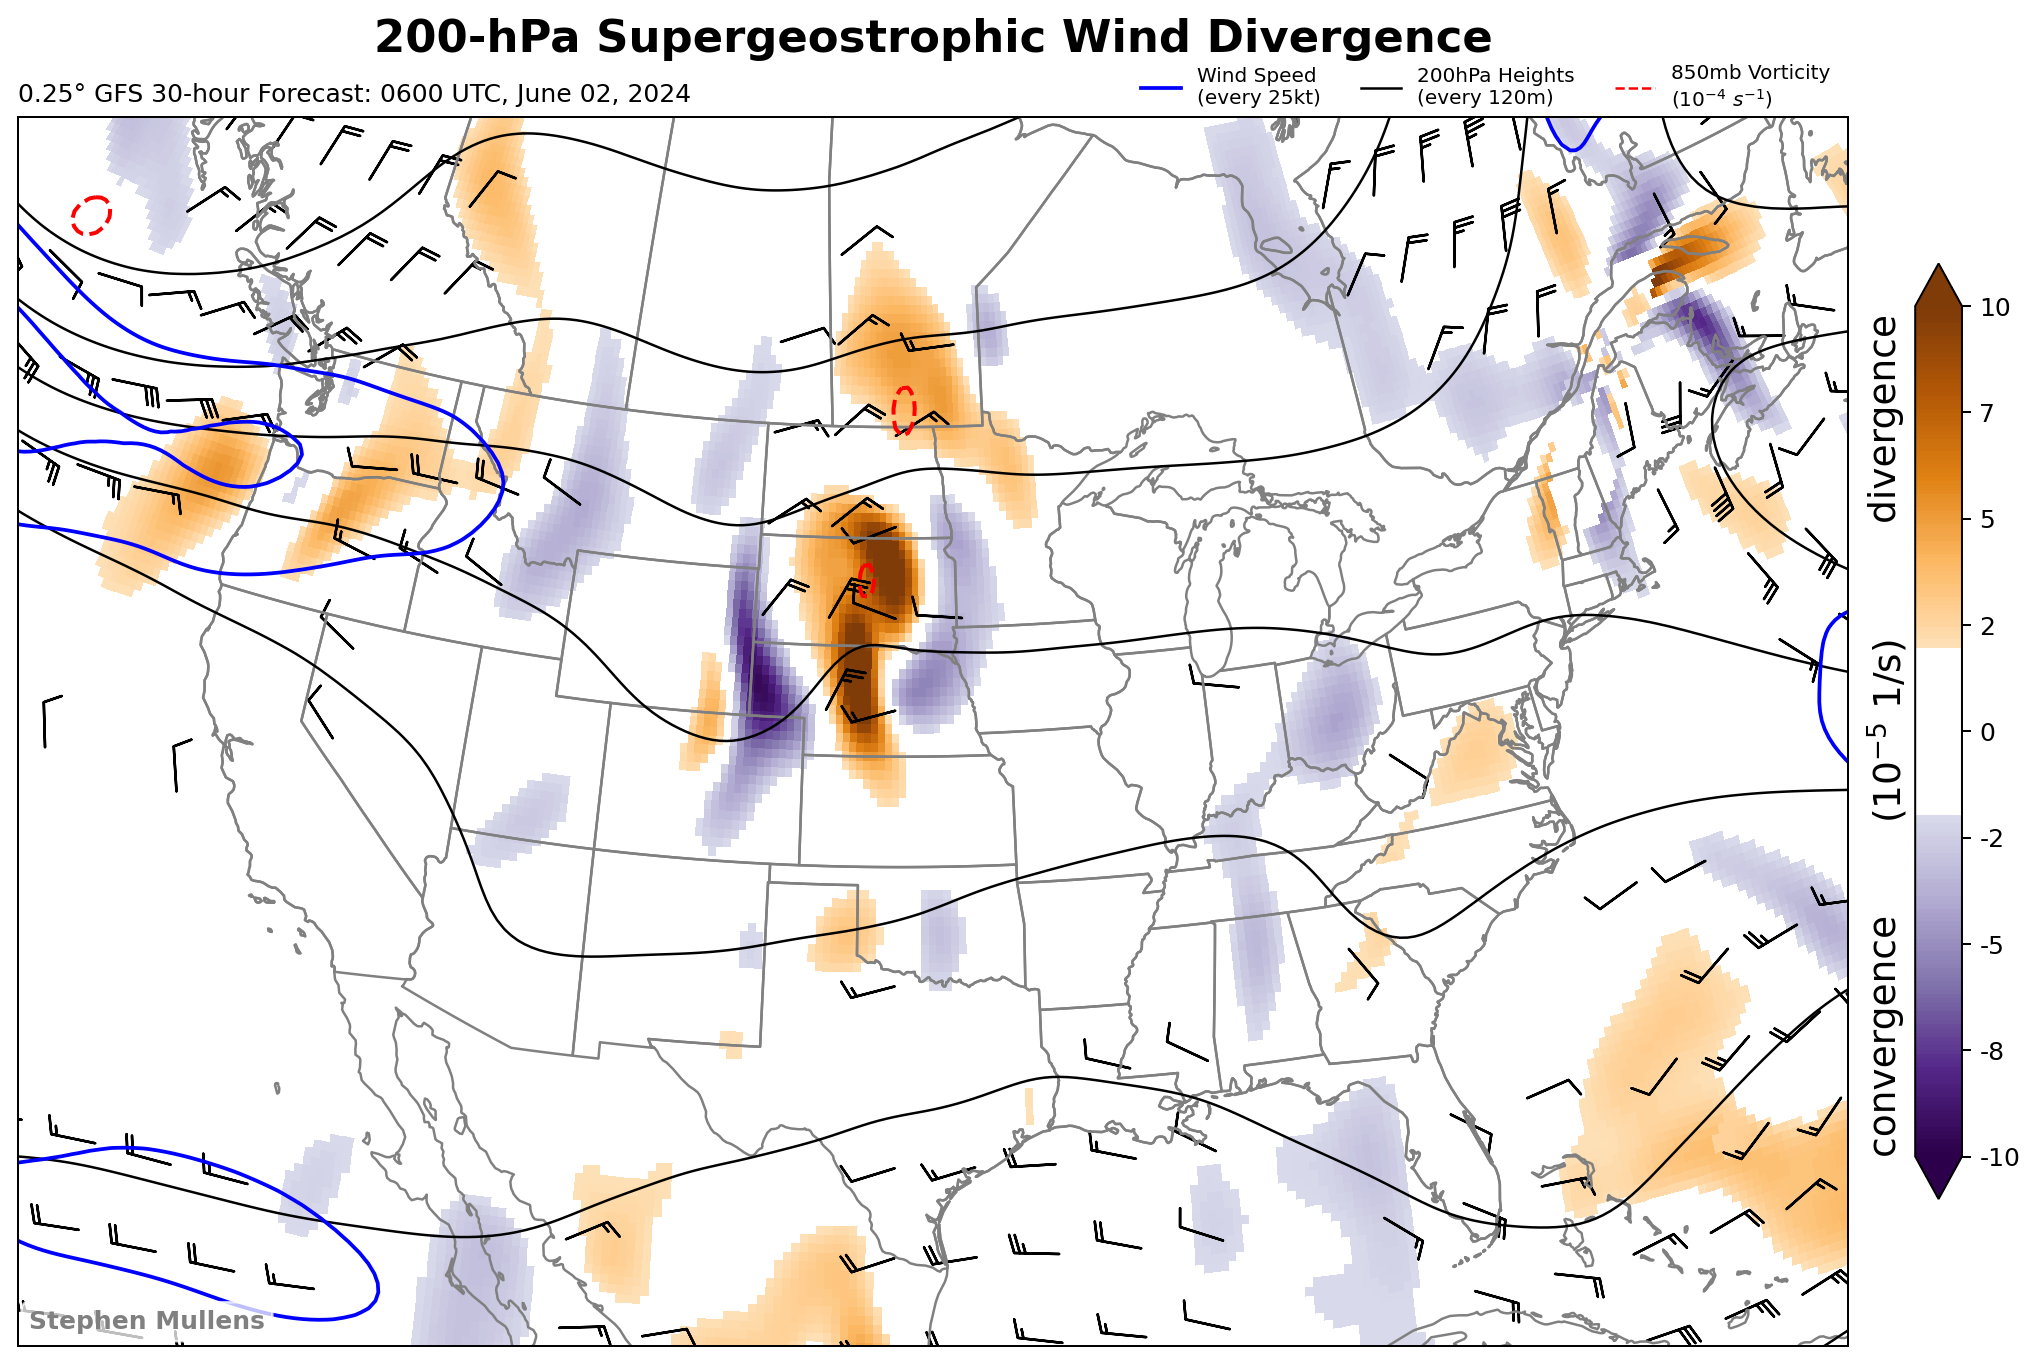 200-hPa Supergeostrophic Wind Divergence
0.25° GFS 30-hour Forecast: 0600 UTC, June 02, 2024
Wind Speed
(every 25kt)
200hPa Heights
(every 120m)
850mb Vorticity
(10⁻⁴ s⁻¹)
10
7
5
2
0
-2
-5
-8
-10
convergence (10⁻⁵ 1/s) divergence
Stephen Mullens